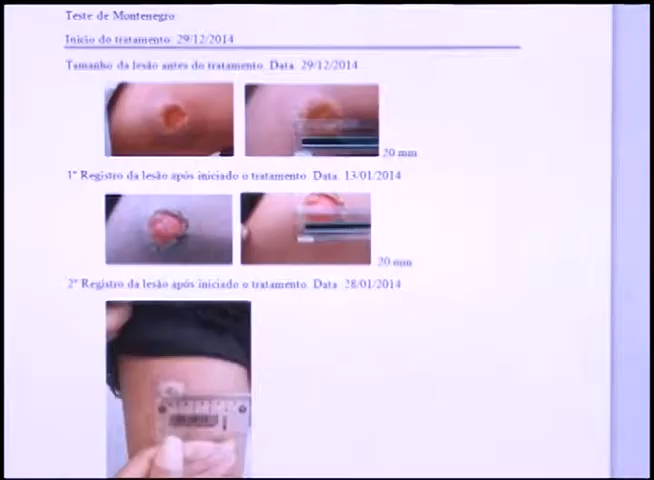 Teste de Montenegro
Inicio do tratamento: 29/12/2014
Tamanho da lesão antes do tratamento. Data: 29/12/2014
20 mm
1º Registro da lesão após iniciado o tratamento. Data: 13/01/2014
20 mm
2º Registro da lesão após iniciado o tratamento. Data: 28/01/2014